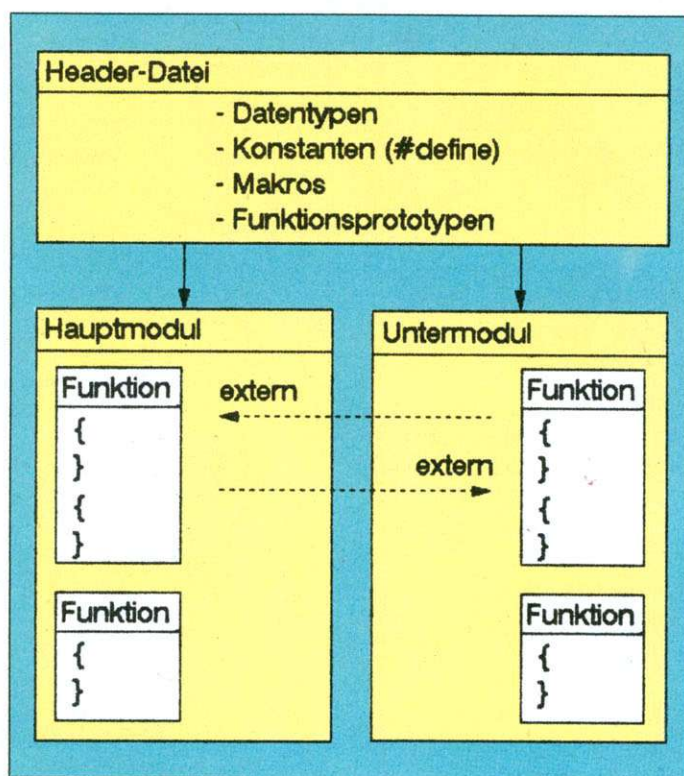 Header-Datei
- Datentypen
- Konstanten (#define)
- Makros
- Funktionsprototypen
Hauptmodul
Funktion
{
}
{
}
Funktion
{
}
extern
extern
Untermodul
Funktion
{
}
{
}
Funktion
{
}